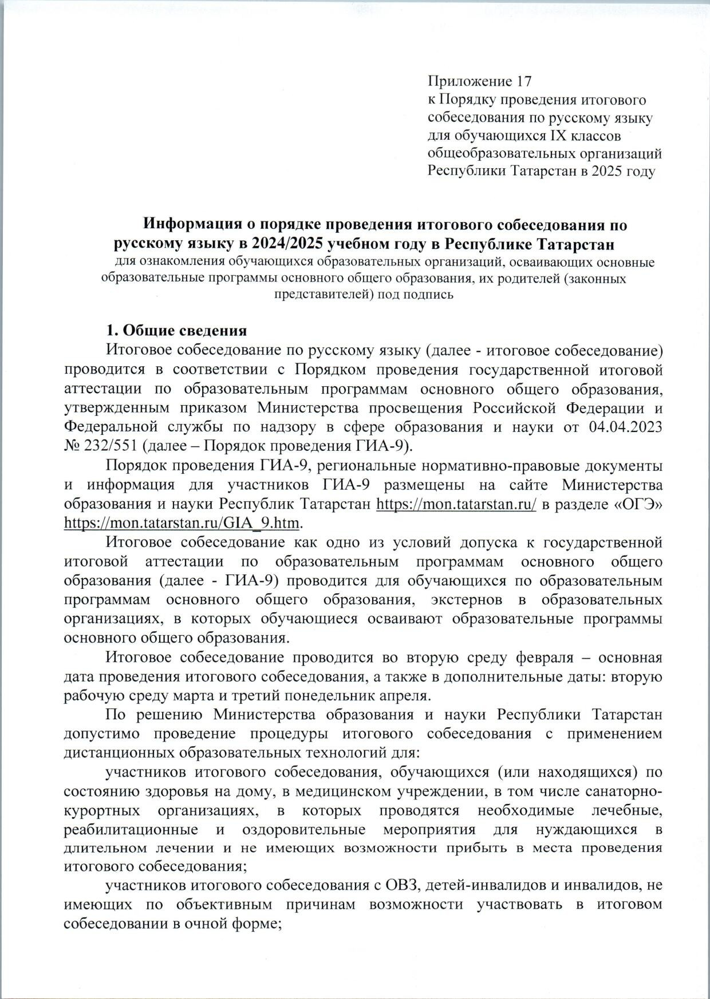 Приложение 17
к Порядку проведения итогового
собеседования по русскому языку
для обучающихся IX классов
общеобразовательных организаций
Республики Татарстан в 2025 году
Информация о порядке проведения итогового собеседования по
русскому языку в 2024/2025 учебном году в Республике Татарстан
для ознакомления обучающихся образовательных организаций, осваивающих основные
образовательные программы основного общего образования, их родителей (законных
представителей) под подпись
1. Общие сведения
Итоговое собеседование по русскому языку (далее - итоговое собеседование)
проводится в соответствии с Порядком проведения государственной итоговой
аттестации по образовательным программам основного общего образования,
утвержденным приказом Министерства просвещения Российской Федерации и
Федеральной службы по надзору в сфере образования и науки от 04.04.2023
№ 232/551 (далее – Порядок проведения ГИА-9).
Порядок проведения ГИА-9, региональные нормативно-правовые документы
и информация для участников ГИА-9 размещены на сайте Министерства
образования и науки Республик Татарстан https://mon.tatarstan.ru/ в разделе «ОГЭ»
https://mon.tatarstan.ru/GIA_9.htm.
Итоговое собеседование как одно из условий допуска к государственной
итоговой аттестации по образовательным программам основного общего
образования (далее - ГИА-9) проводится для обучающихся по образовательным
программам основного общего образования, экстернов в образовательных
организациях, в которых обучающиеся осваивают образовательные программы
основного общего образования.
Итоговое собеседование проводится во вторую среду февраля – основная
дата проведения итогового собеседования, а также в дополнительные даты: вторую
рабочую среду марта и третий понедельник апреля.
По решению Министерства образования и науки Республики Татарстан
допустимо проведение процедуры итогового собеседования с применением
дистанционных образовательных технологий для:
участников итогового собеседования, обучающихся (или находящихся) по
состоянию здоровья на дому, в медицинском учреждении, в том числе санаторно-
курортных организациях, в которых проводятся необходимые лечебные,
реабилитационные и оздоровительные мероприятия для нуждающихся в
длительном лечении и не имеющих возможности прибыть в места проведения
итогового собеседования;
участников итогового собеседования с ОВЗ, детей-инвалидов и инвалидов, не
имеющих по объективным причинам возможности участвовать в итоговом
собеседовании в очной форме;